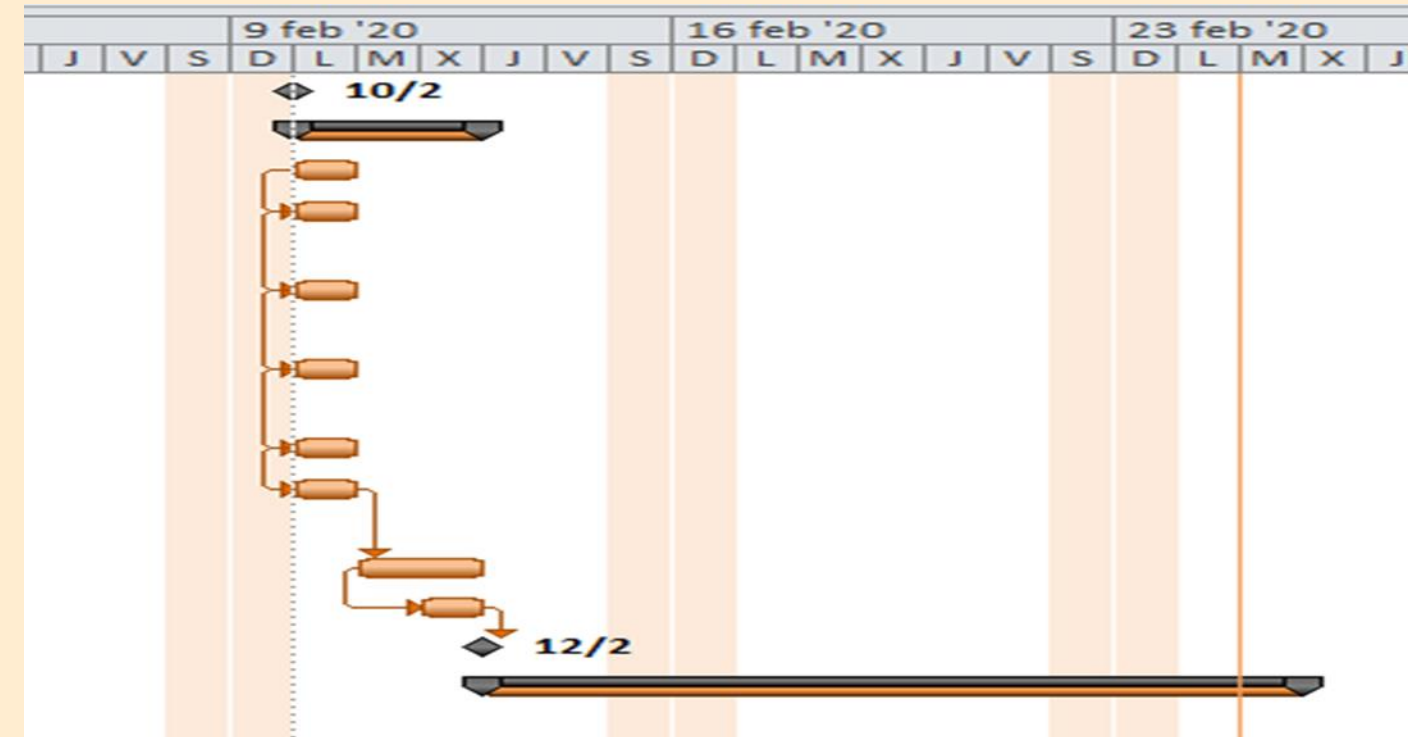 9 feb '20 16 feb '20 23 feb '20
J V S D L M X J V S D L M X J V S D L M X J
10/2
12/2